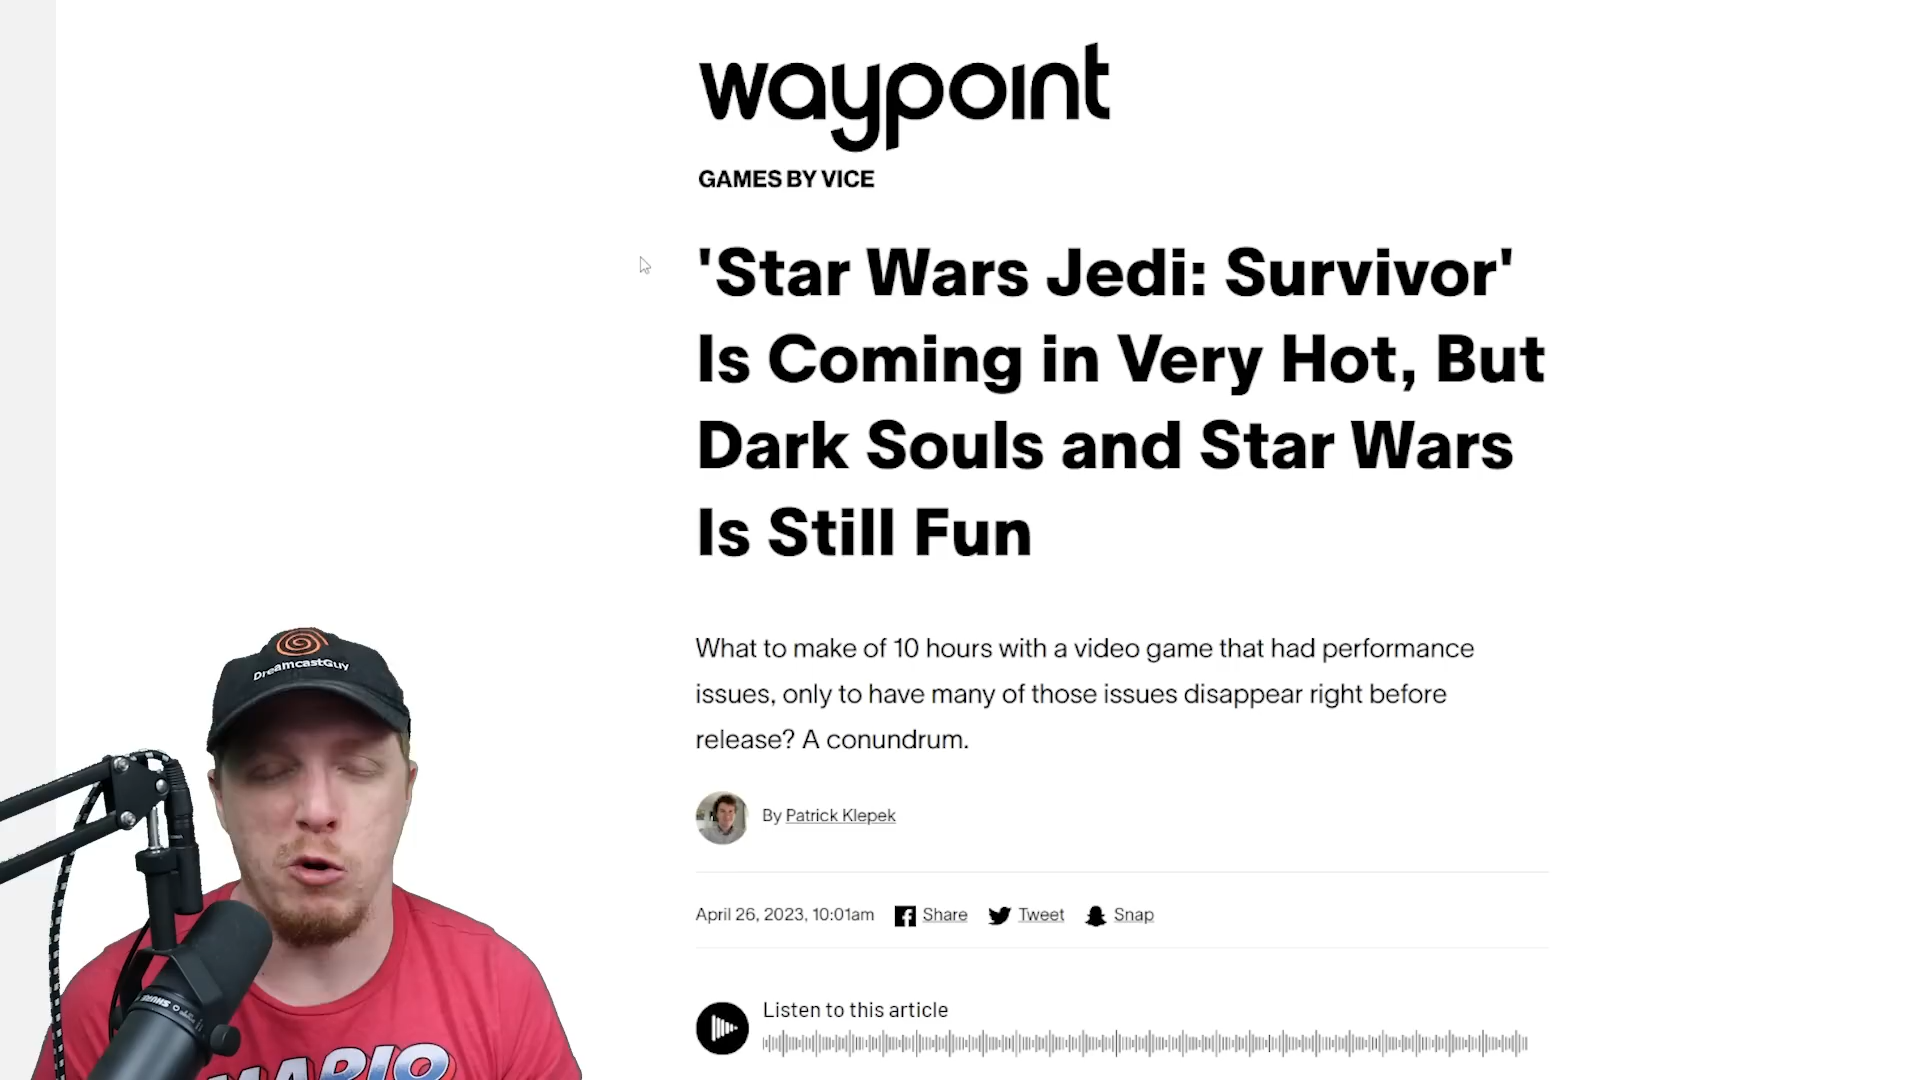 waypoint
GAMES BY VICE
'Star Wars Jedi: Survivor'
Is Coming in Very Hot, But
Dark Souls and Star Wars
Is Still Fun
What to make of 10 hours with a video game that had performance
issues, only to have many of those issues disappear right before
release? A conundrum.
By Patrick Klepek
April 26, 2023, 10:01am Share Tweet Snap
Listen to this article
DreamcastGuy
SHURE
MARIO